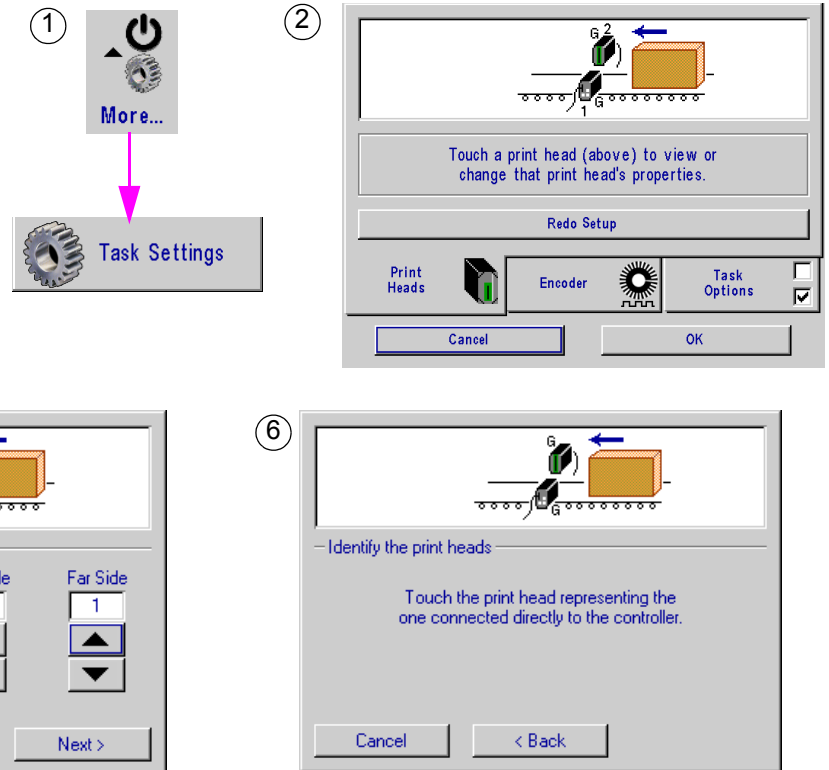 1
More...
Task Settings
2
G 2
1 G
Touch a print head (above) to view or
change that print head's properties.
Redo Setup
Print
Heads
Encoder
Task
Options
Cancel
OK
Far Side
1
Next >
6
G
G
Identify the print heads
Touch the print head representing the
one connected directly to the controller.
Cancel
< Back